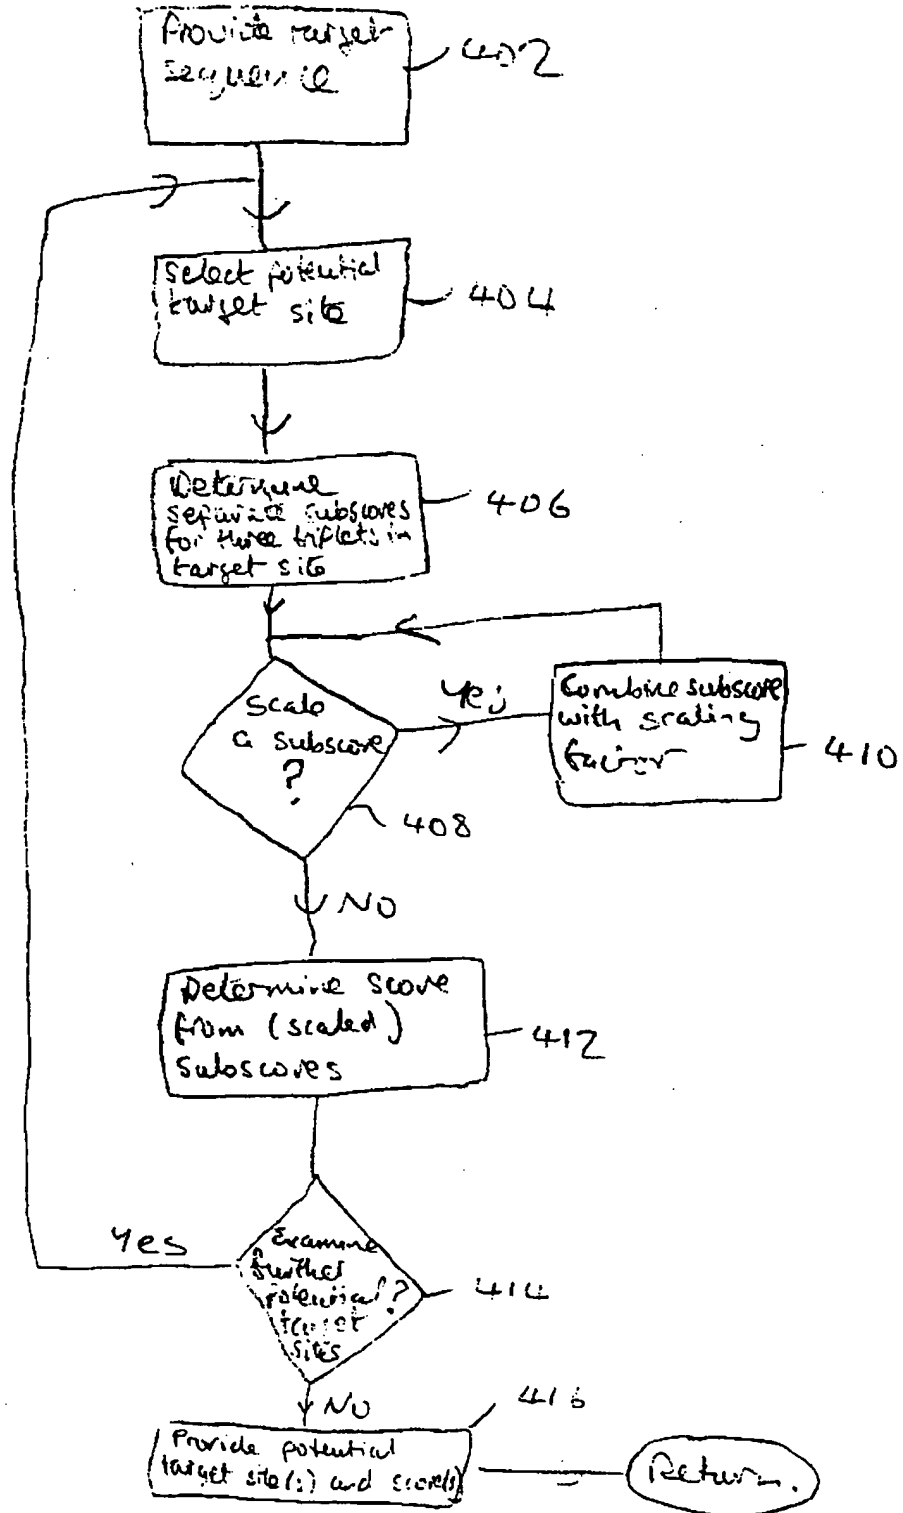 Provide target
sequence
402
Select potential
target site
404
Determine
separate subscores
for three triplets in
target site
406
Scale
a subscore
?
408
Yes
Combine subscore
with scaling
factor
410
NO
Determine score
from (scaled)
subscores
412
Yes
Examine
further
potential ?
target
sites
414
NO
416
Provide potential
target site(s) and score(s)
Return.